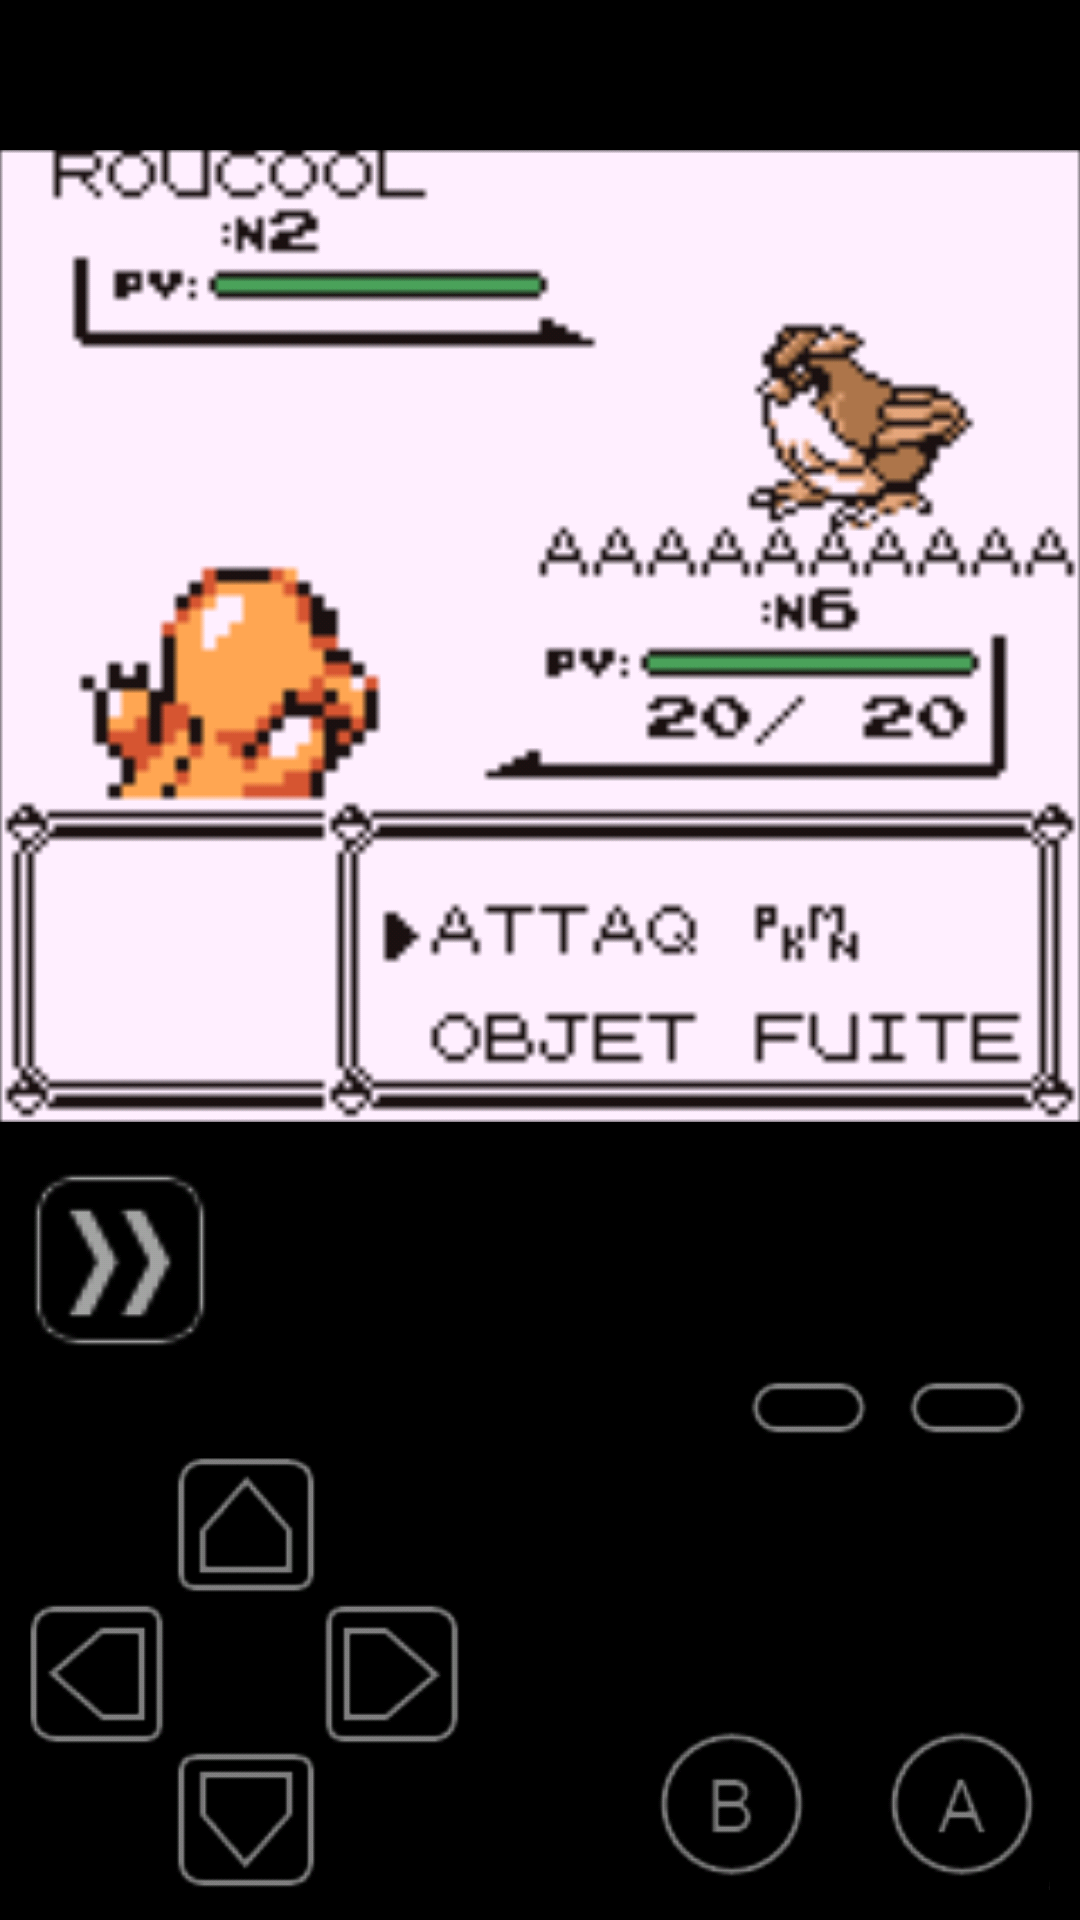 ROUCOOL
:N2
PV:
AAAAAAAAAA
:N6
PV:
20/ 20
ATTAQ PKMN
OBJET FUITE
B A